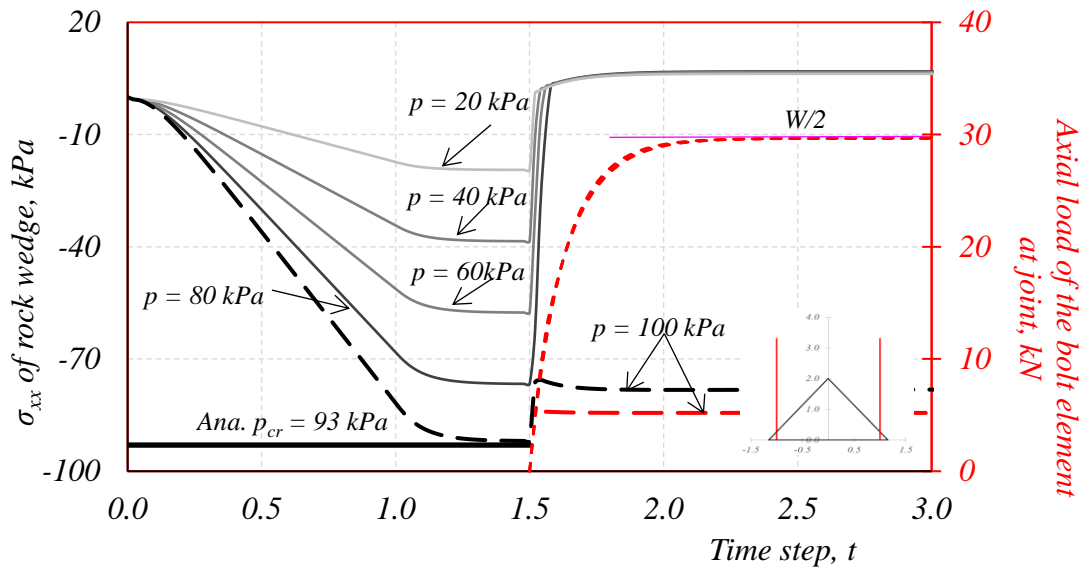 20
-10
-40
-70
-100
σxx of rock wedge, kPa
40
30
20
10
0
Axial load of the bolt element
at joint, kN
p = 20 kPa
W/2
p = 40 kPa
p = 60kPa
p = 80 kPa
p = 100 kPa
Ana. pcr = 93 kPa
4.0
3.0
2.0
1.0
0.0
-1.5
-0.5
0.5
1.5
0.0
0.5
1.0
1.5
2.0
2.5
3.0
Time step, t